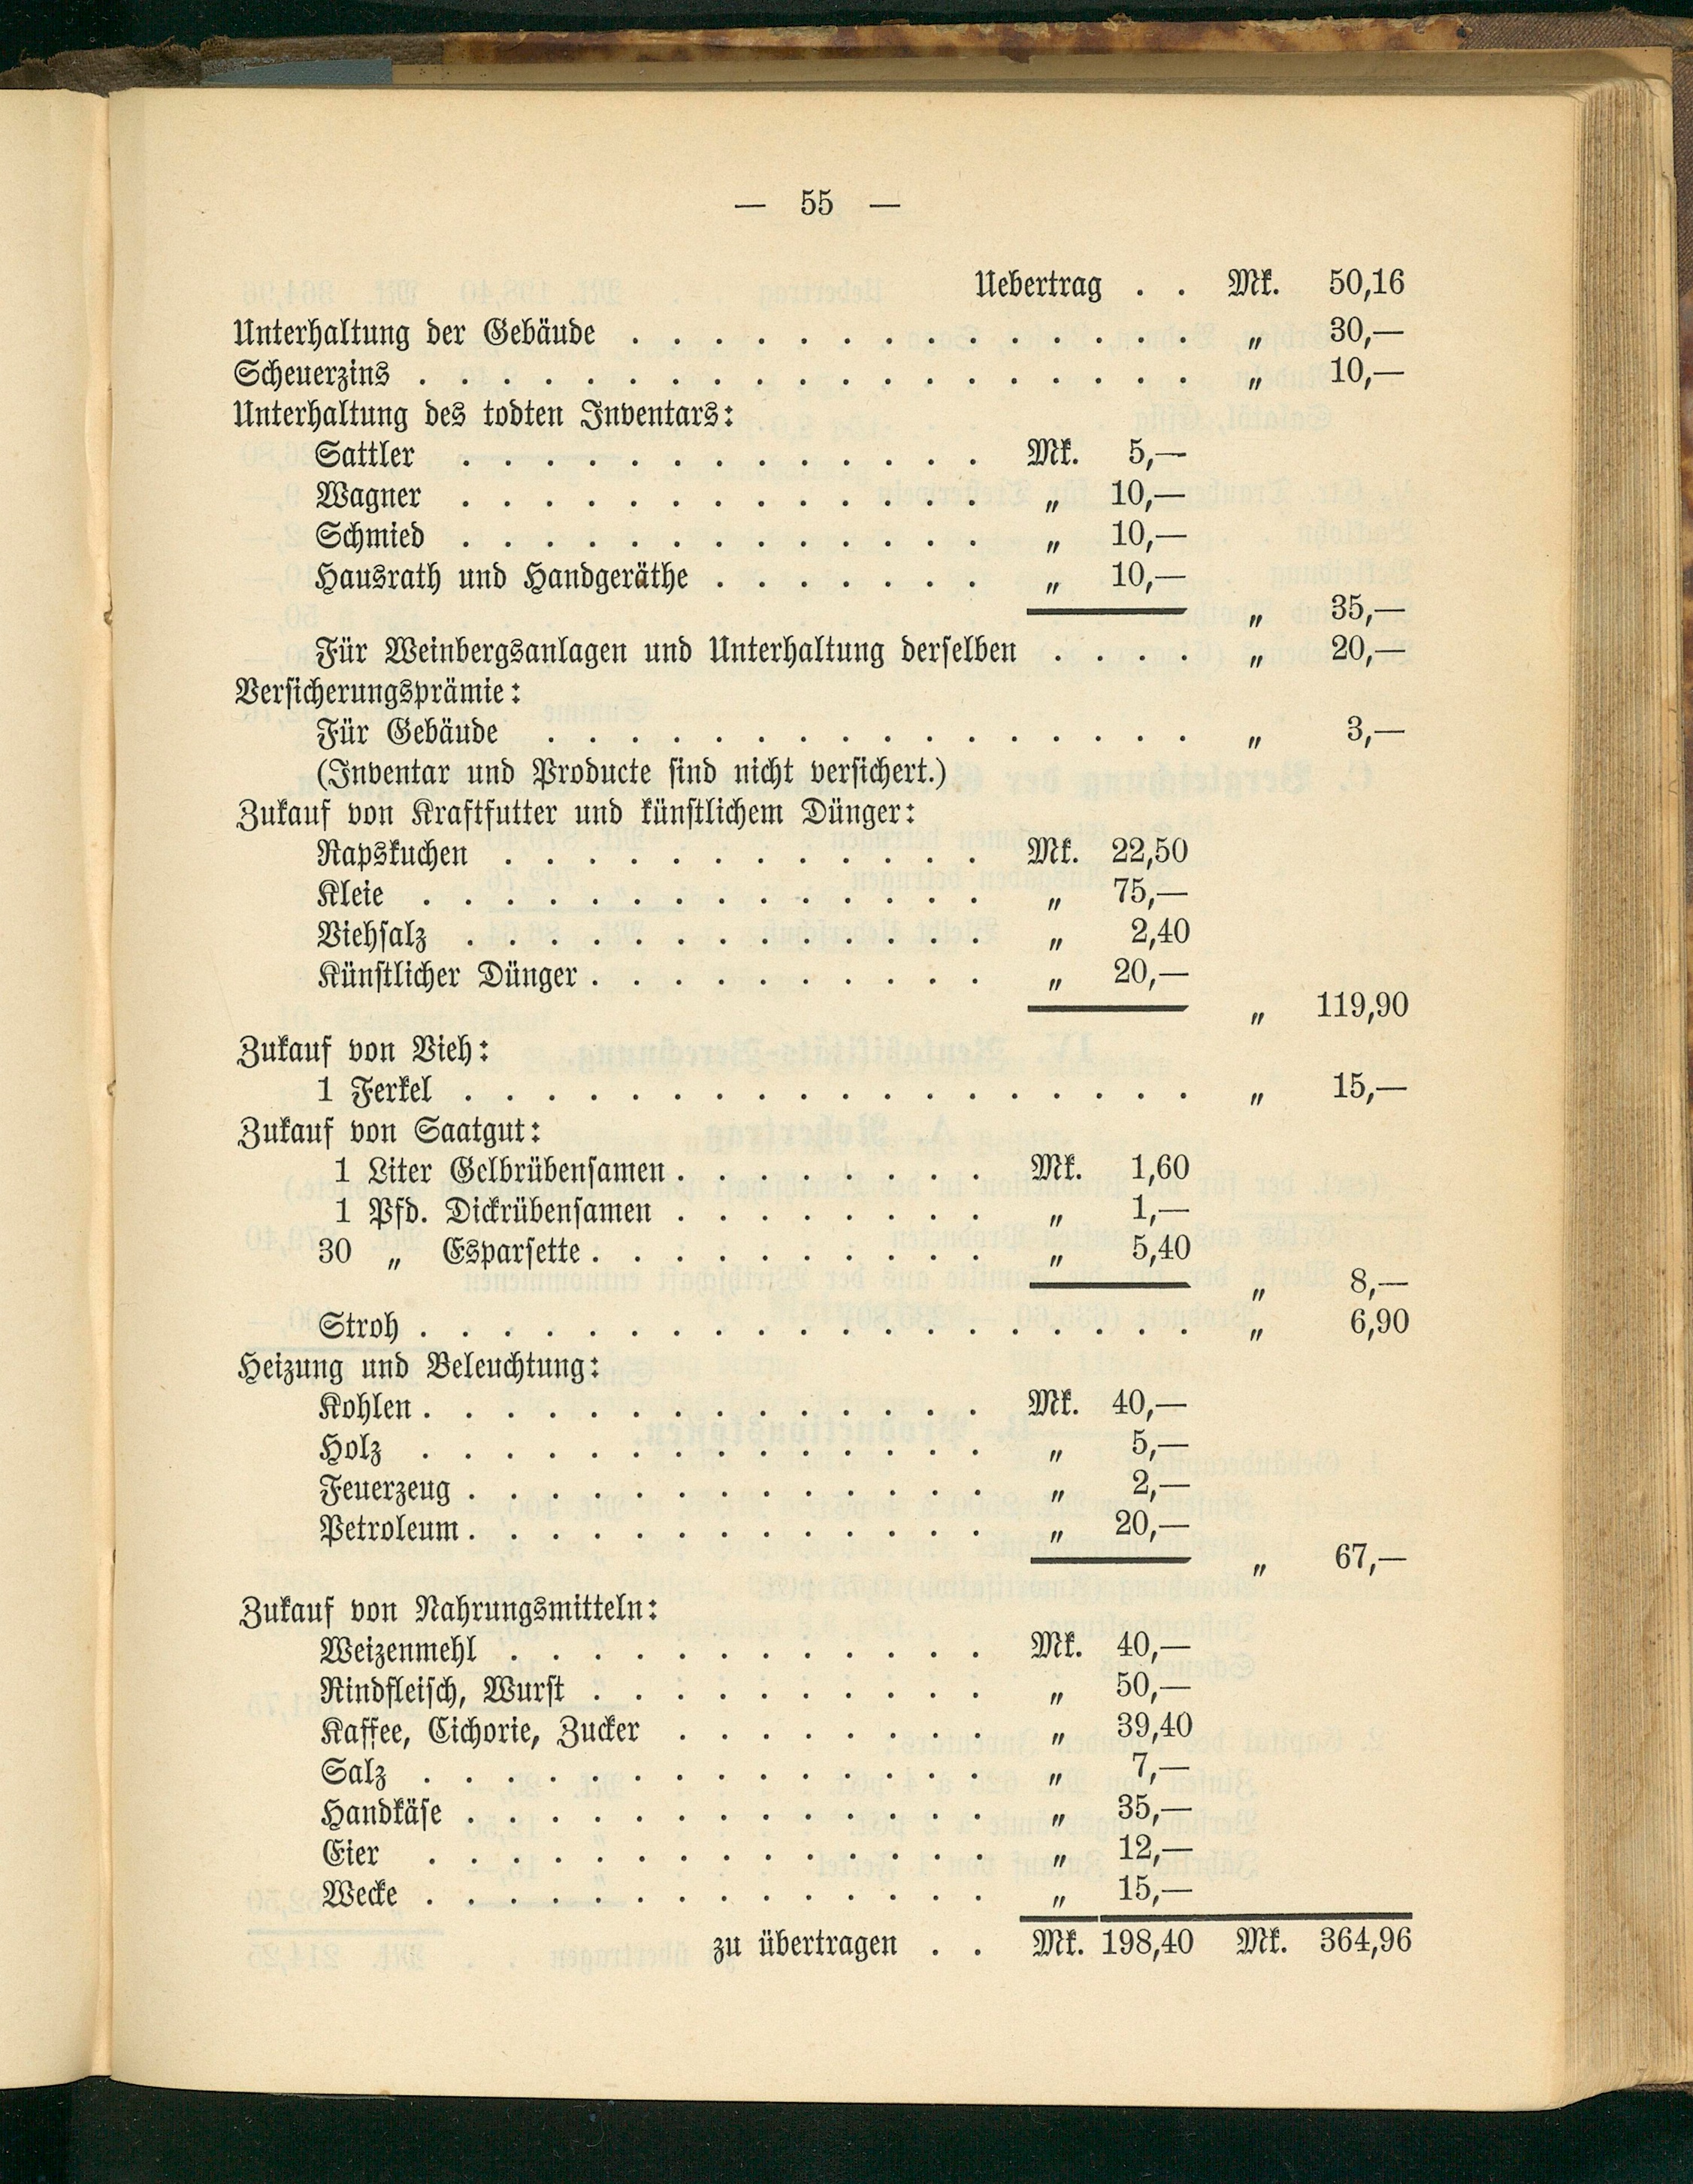 — 55 —
Uebertrag . . Mk. 50,16
Unterhaltung der Gebäude . . . . . . . . . . . . . . „ 30,—
Scheuerzins . . . . . . . . . . . . . . . . . . . „ 10,—
Unterhaltung des todten Inventars:
Sattler . . . . . . . . . . . . . Mk. 5,—
Wagner . . . . . . . . . . . . . „ 10,—
Schmied . . . . . . . . . . . . . „ 10,—
Hausrath und Handgeräthe . . . . . . . „ 10,—
„ 35,—
Für Weinbergsanlagen und Unterhaltung derselben . . . . „ 20,—
Versicherungsprämie:
Für Gebäude . . . . . . . . . . . . . . . . „ 3,—
(Inventar und Producte sind nicht versichert.)
Zukauf von Kraftfutter und künstlichem Dünger:
Rapskuchen . . . . . . . . . . . . Mk. 22,50
Kleie . . . . . . . . . . . . . . „ 75,—
Viehsalz . . . . . . . . . . . . . „ 2,40
Künstlicher Dünger . . . . . . . . . . „ 20,—
„ 119,90
Zukauf von Vieh:
1 Ferkel . . . . . . . . . . . . . . . . . . „ 15,—
Zukauf von Saatgut:
1 Liter Gelbrübensamen . . . . . . . . Mk. 1,60
1 Pfd. Dickrübensamen . . . . . . . . „ 1,—
30 „ Esparsette . . . . . . . . . . „ 5,40
„ 8,—
Stroh . . . . . . . . . . . . . . . . . . . „ 6,90
Heizung und Beleuchtung:
Kohlen . . . . . . . . . . . . . . Mk. 40,—
Holz . . . . . . . . . . . . . . „ 5,—
Feuerzeug . . . . . . . . . . . . . „ 2,—
Petroleum . . . . . . . . . . . . . „ 20,—
„ 67,—
Zukauf von Nahrungsmitteln:
Weizenmehl . . . . . . . . . . . . Mk. 40,—
Rindfleisch, Wurst . . . . . . . . . . „ 50,—
Kaffee, Cichorie, Zucker . . . . . . . . „ 39,40
Salz . . . . . . . . . . . . . . „ 7,—
Handkäse . . . . . . . . . . . . . „ 35,—
Eier . . . . . . . . . . . . . . „ 12,—
Wecke . . . . . . . . . . . . . . „ 15,—
zu übertragen . . Mk. 198,40 Mk. 364,96